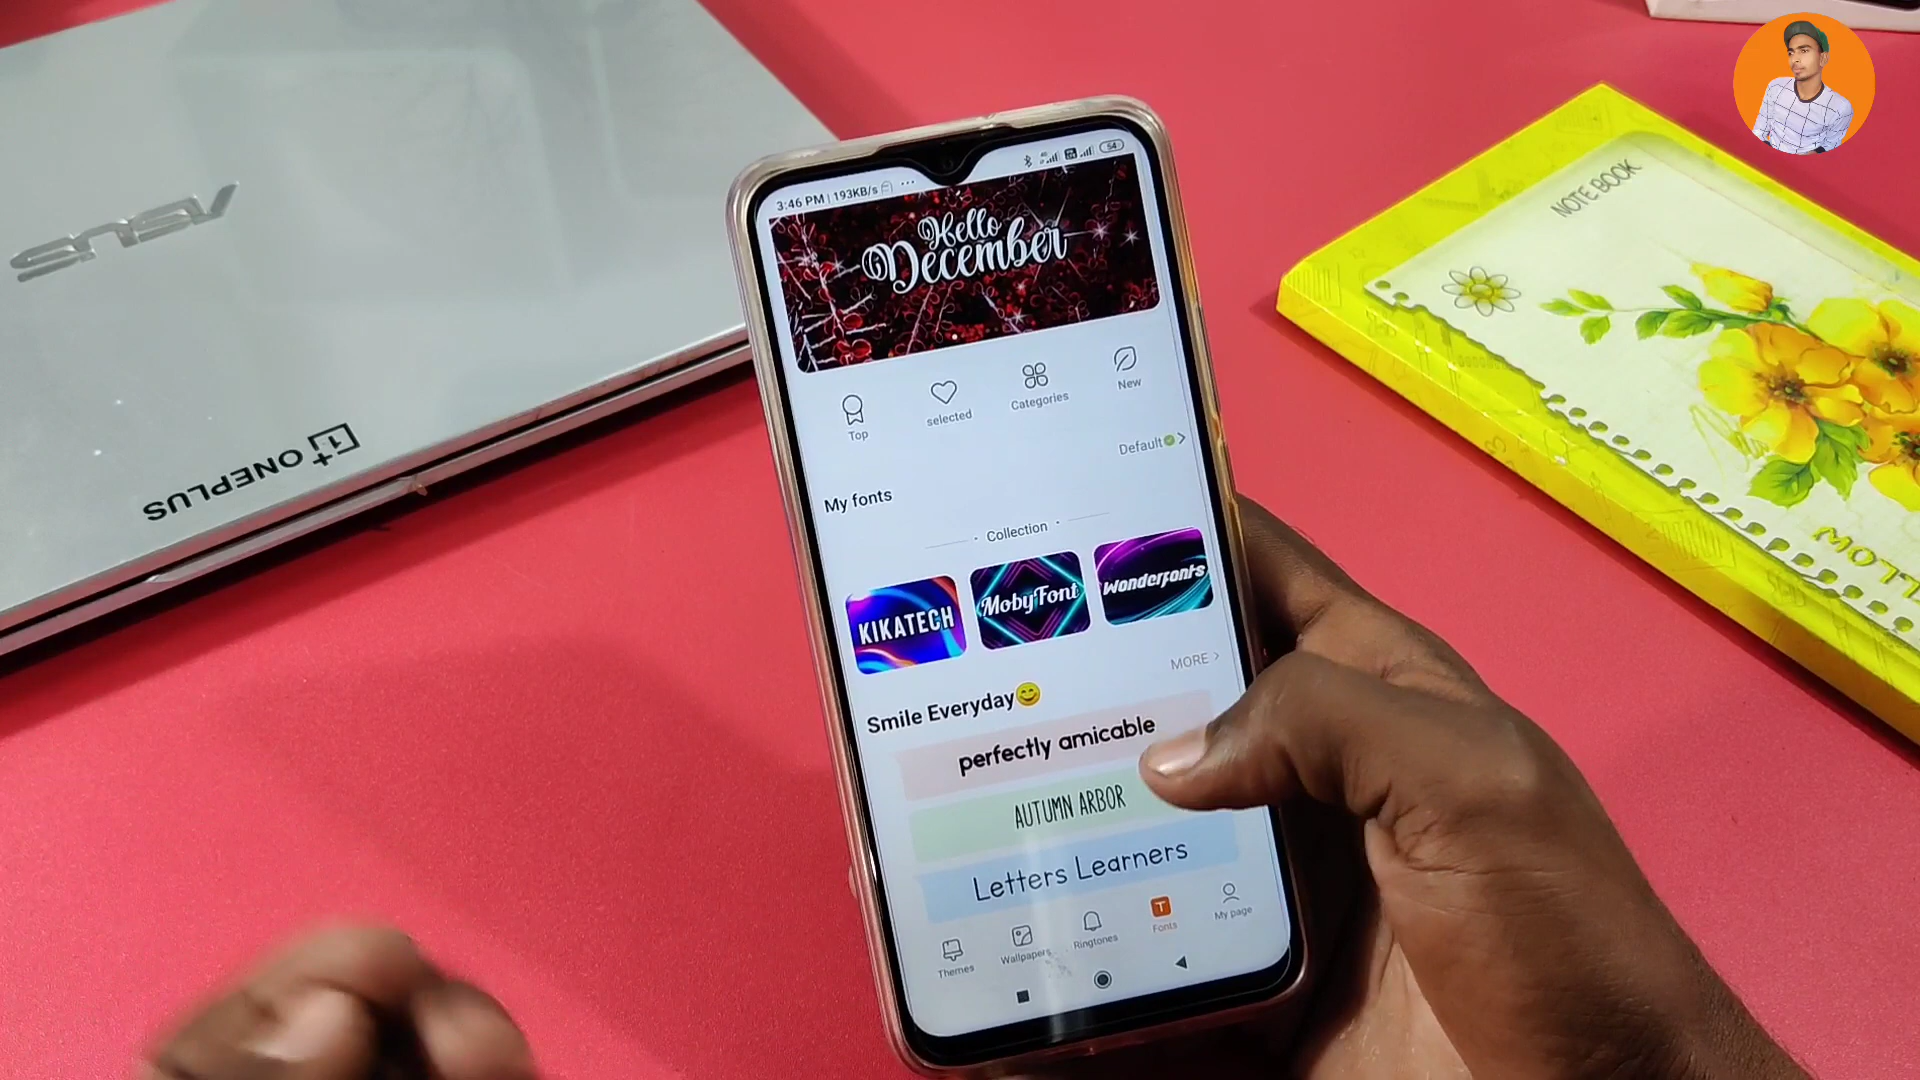 ASUS
ONEPLUS
NOTE BOOK
3:46 PM | 193KB/s ...
54
Hello
December
Top
selected
Categories
New
Default
My fonts
Collection
KIKATECH
MobyFont
Wonderfonts
MORE >
Smile Everyday😊
perfectly amicable
AUTUMN ARBOR
Letters Learners
Themes
Wallpapers
Ringtones
Fonts
My page